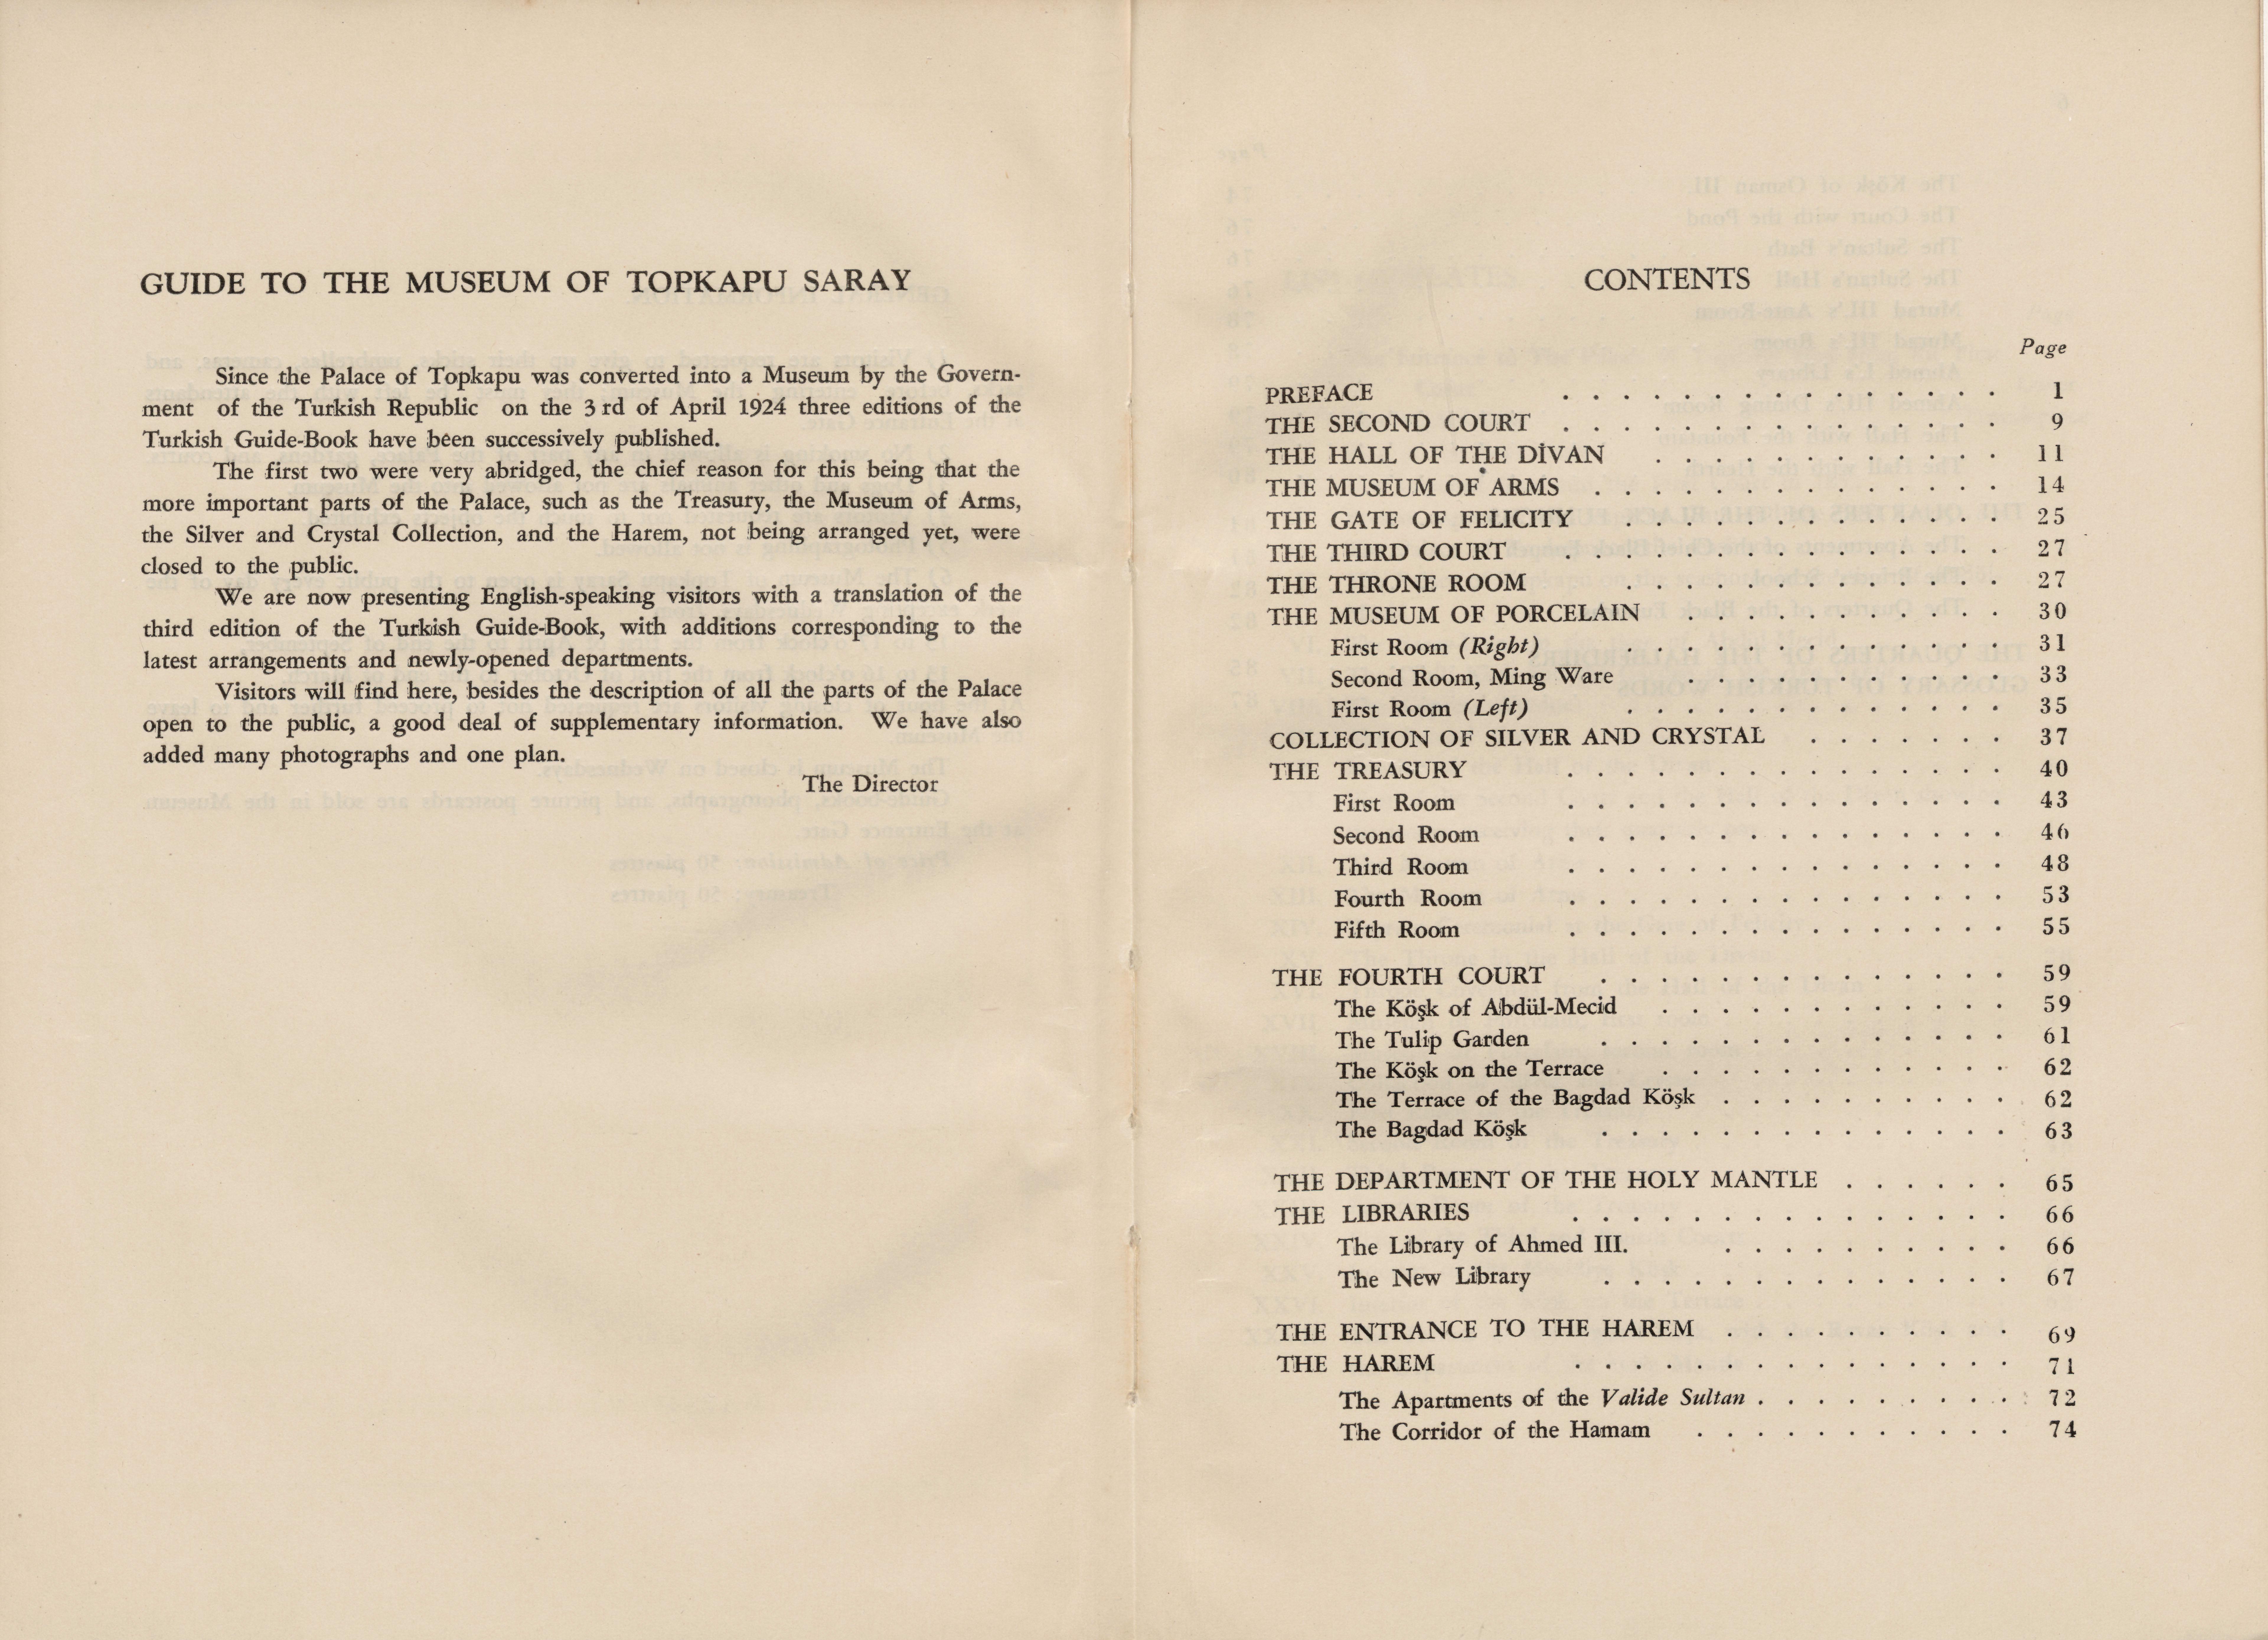 GUIDE TO THE MUSEUM OF TOPKAPU SARAY
Since the Palace of Topkapu was converted into a Museum by the Govern-
ment of the Turkish Republic on the 3 rd of April 1924 three editions of the
Turkish Guide-Book have been successively published.
The first two were very abridged, the chief reason for this being that the
more important parts of the Palace, such as the Treasury, the Museum of Arms,
the Silver and Crystal Collection, and the Harem, not being arranged yet, were
closed to the public.
We are now presenting English-speaking visitors with a translation of the
third edition of the Turkish Guide-Book, with additions corresponding to the
latest arrangements and newly-opened departments.
Visitors will find here, besides the description of all the parts of the Palace
open to the public, a good deal of supplementary information. We have also
added many photographs and one plan.
The Director
CONTENTS
Page
PREFACE . . . . . . . . . . . . . . . 1
THE SECOND COURT . . . . . . . . . . . . . . . 9
THE HALL OF THE DİVAN . . . . . . . . . . . . 11
THE MUSEUM OF ARMS . . . . . . . . . . . . . . 14
THE GATE OF FELICITY . . . . . . . . . . . . . 25
THE THIRD COURT . . . . . . . . . . . . . . . 27
THE THRONE ROOM . . . . . . . . . . . . . 27
THE MUSEUM OF PORCELAIN . . . . . . . . . . . 30
First Room (Right) . . . . . . . . . . . . . 31
Second Room, Ming Ware . . . . . . . . . . . 33
First Room (Left) . . . . . . . . . . . . . 35
COLLECTION OF SILVER AND CRYSTAL . . . . . . . 37
THE TREASURY . . . . . . . . . . . . . . . 40
First Room . . . . . . . . . . . . . . . 43
Second Room . . . . . . . . . . . . . . . 46
Third Room . . . . . . . . . . . . . . . 48
Fourth Room . . . . . . . . . . . . . . . 53
Fifth Room . . . . . . . . . . . . . . . 55
THE FOURTH COURT . . . . . . . . . . . . . . 59
The Köşk of Abdül-Mecid . . . . . . . . . . . . 59
The Tulip Garden . . . . . . . . . . . . . . 61
The Köşk on the Terrace . . . . . . . . . . . . 62
The Terrace of the Bagdad Köşk . . . . . . . . . . 62
The Bagdad Köşk . . . . . . . . . . . . . . 63
THE DEPARTMENT OF THE HOLY MANTLE . . . . . . 65
THE LIBRARIES . . . . . . . . . . . . . . . 66
The Library of Ahmed III. . . . . . . . . . . 66
The New Library . . . . . . . . . . . . . . 67
THE ENTRANCE TO THE HAREM . . . . . . . . . . 69
THE HAREM . . . . . . . . . . . . . . . 71
The Apartments of the Valide Sultan . . . . . . . . . 72
The Corridor of the Hamam . . . . . . . . . . . 74